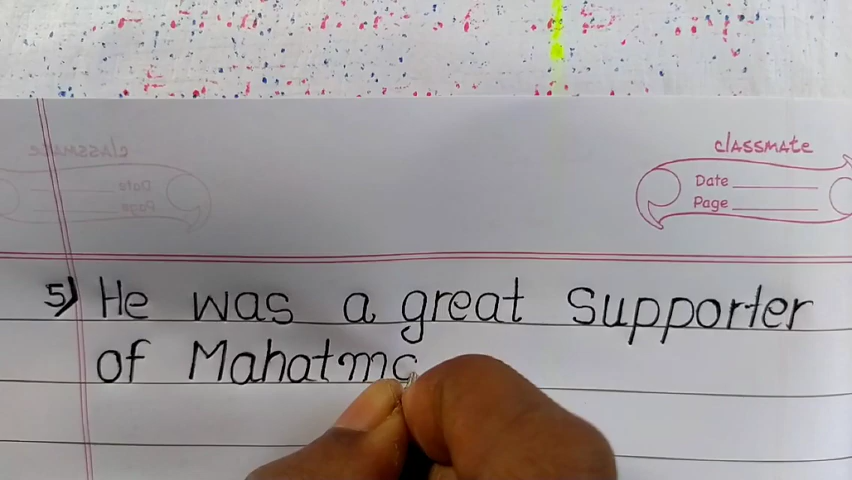 classmate
Date
Page
5) He was a great supporter
of Mahatma